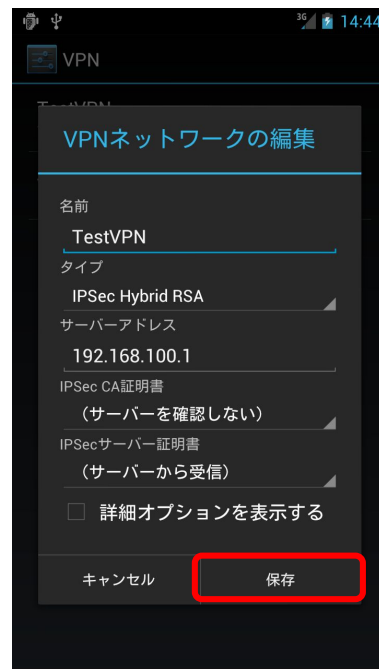 3G 14:44
VPN
TestVPN
VPNネットワークの編集
名前
TestVPN
タイプ
IPSec Hybrid RSA
サーバーアドレス
192.168.100.1
IPSec CA証明書
（サーバーを確認しない）
IPSecサーバー証明書
（サーバーから受信）
詳細オプションを表示する
キャンセル 保存